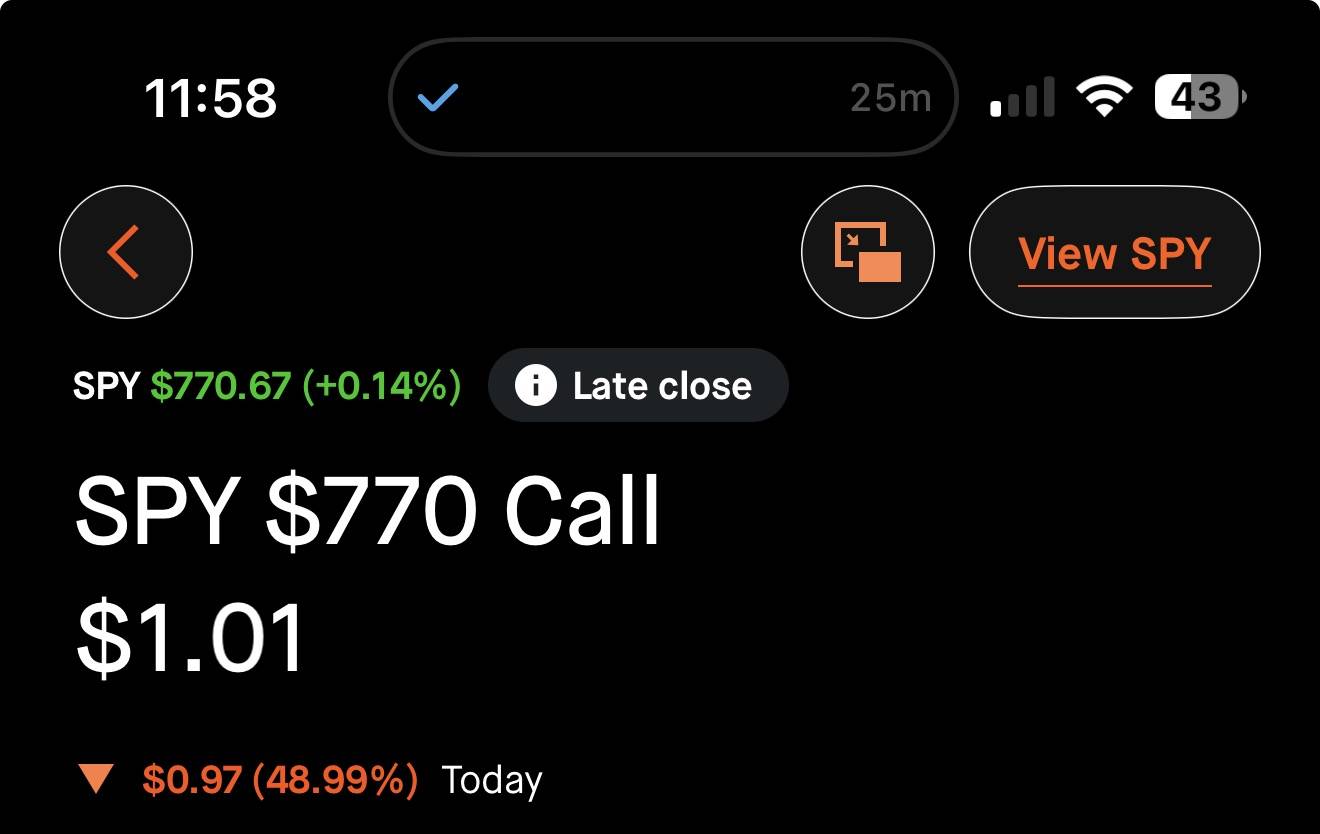 11:58
25m
43
View SPY
SPY $770.67 (+0.14%)
Late close
SPY $770 Call
$1.01
▼ $0.97 (48.99%) Today